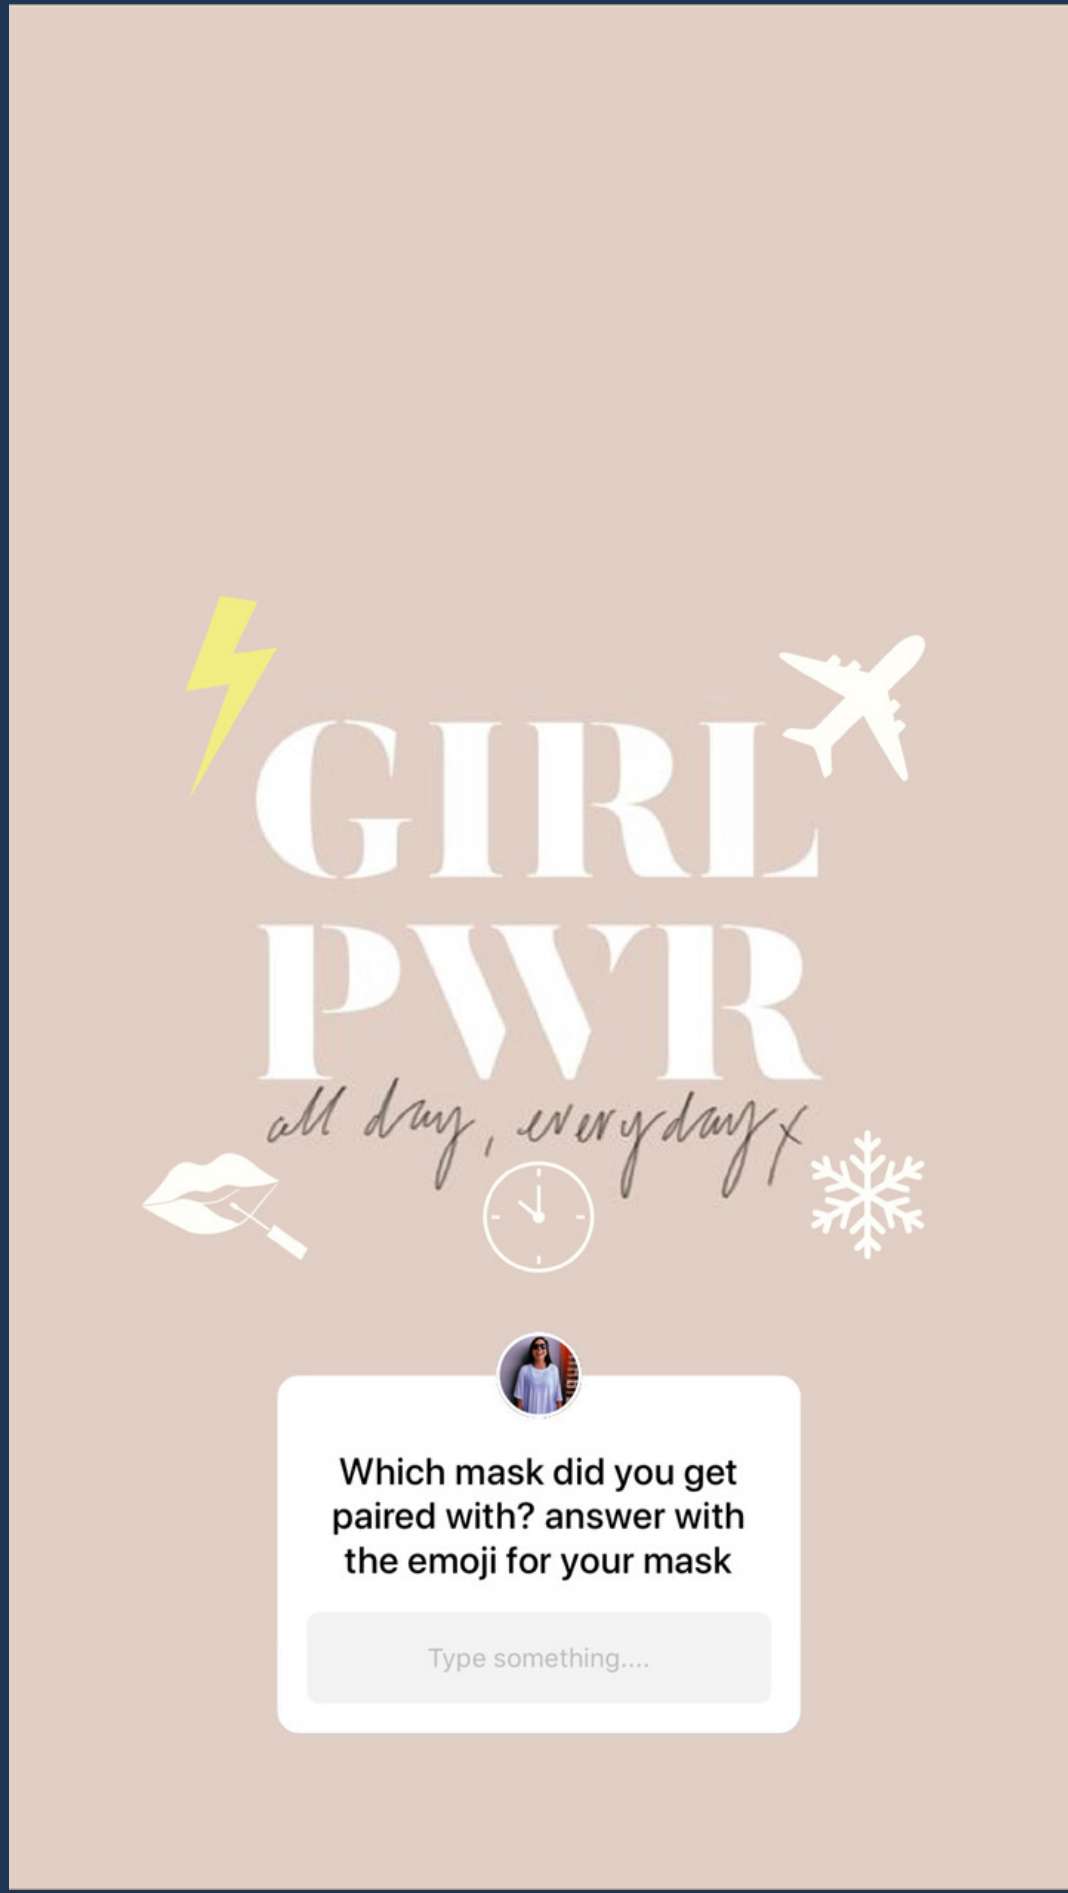 GIRL
PWR
all day, everyday x
Which mask did you get
paired with? answer with
the emoji for your mask
Type something....